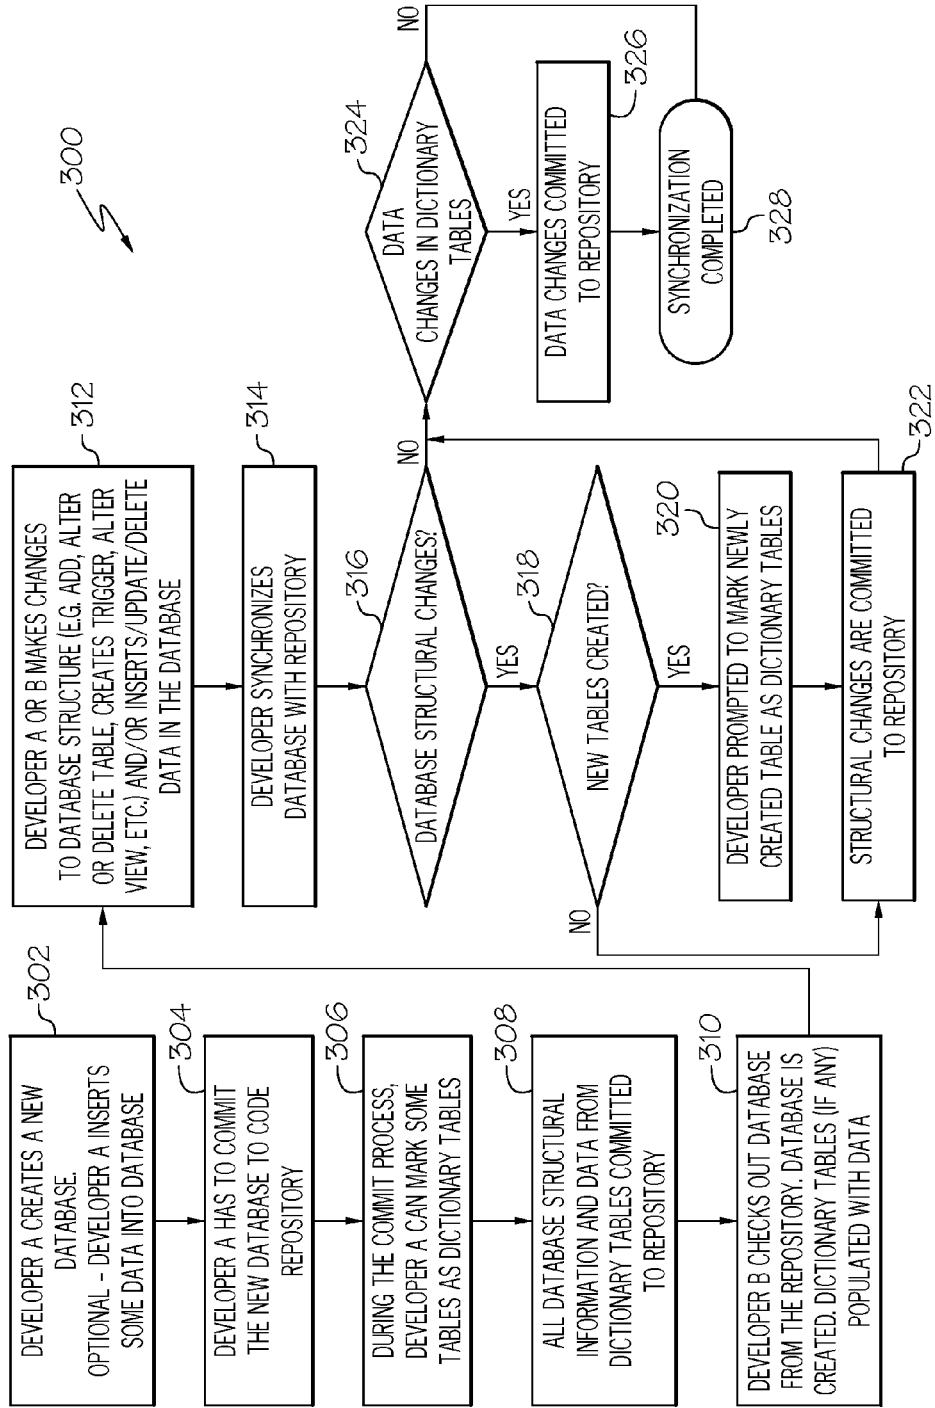 300
302
DEVELOPER A CREATES A NEW
DATABASE.
OPTIONAL - DEVELOPER A INSERTS
SOME DATA INTO DATABASE
304
DEVELOPER A HAS TO COMMIT
THE NEW DATABASE TO CODE
REPOSITORY
306
DURING THE COMMIT PROCESS,
DEVELOPER A CAN MARK SOME
TABLES AS DICTIONARY TABLES
308
ALL DATABASE STRUCTURAL
INFORMATION AND DATA FROM
DICTIONARY TABLES COMMITTED
TO REPOSITORY
310
DEVELOPER B CHECKS OUT DATABASE
FROM THE REPOSITORY. DATABASE IS
CREATED. DICTIONARY TABLES (IF ANY)
POPULATED WITH DATA
312
DEVELOPER A OR B MAKES CHANGES
TO DATABASE STRUCTURE (E.G. ADD, ALTER
OR DELETE TABLE, CREATES TRIGGER, ALTER
VIEW, ETC.) AND/OR INSERTS/UPDATE/DELETE
DATA IN THE DATABASE
314
DEVELOPER SYNCHRONIZES
DATABASE WITH REPOSITORY
316
DATABASE STRUCTURAL CHANGES?
NO
YES
318
NEW TABLES CREATED?
NO
YES
320
DEVELOPER PROMPTED TO MARK NEWLY
CREATED TABLE AS DICTIONARY TABLES
322
STRUCTURAL CHANGES ARE COMMITTED
TO REPOSITORY
324
DATA
CHANGES IN DICTIONARY
TABLES
NO
YES
326
DATA CHANGES COMMITTED
TO REPOSITORY
SYNCHRONIZATION
COMPLETED
328